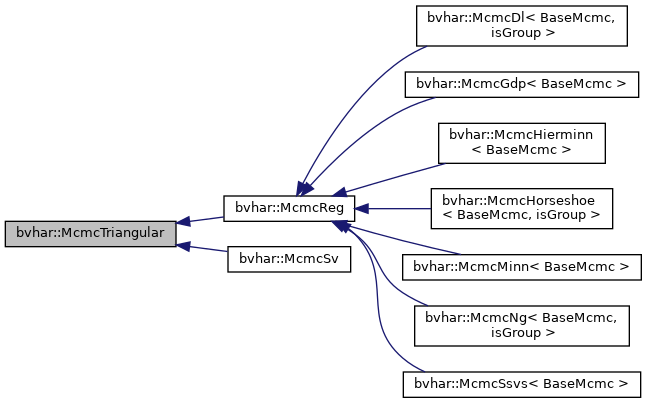 bvhar::McmcDl< BaseMcmc,
isGroup >
bvhar::McmcGdp< BaseMcmc >
bvhar::McmcHierminn
< BaseMcmc >
bvhar::McmcReg
bvhar::McmcHorseshoe
< BaseMcmc, isGroup >
bvhar::McmcTriangular
bvhar::McmcSv
bvhar::McmcMinn< BaseMcmc >
bvhar::McmcNg< BaseMcmc,
isGroup >
bvhar::McmcSsvs< BaseMcmc >